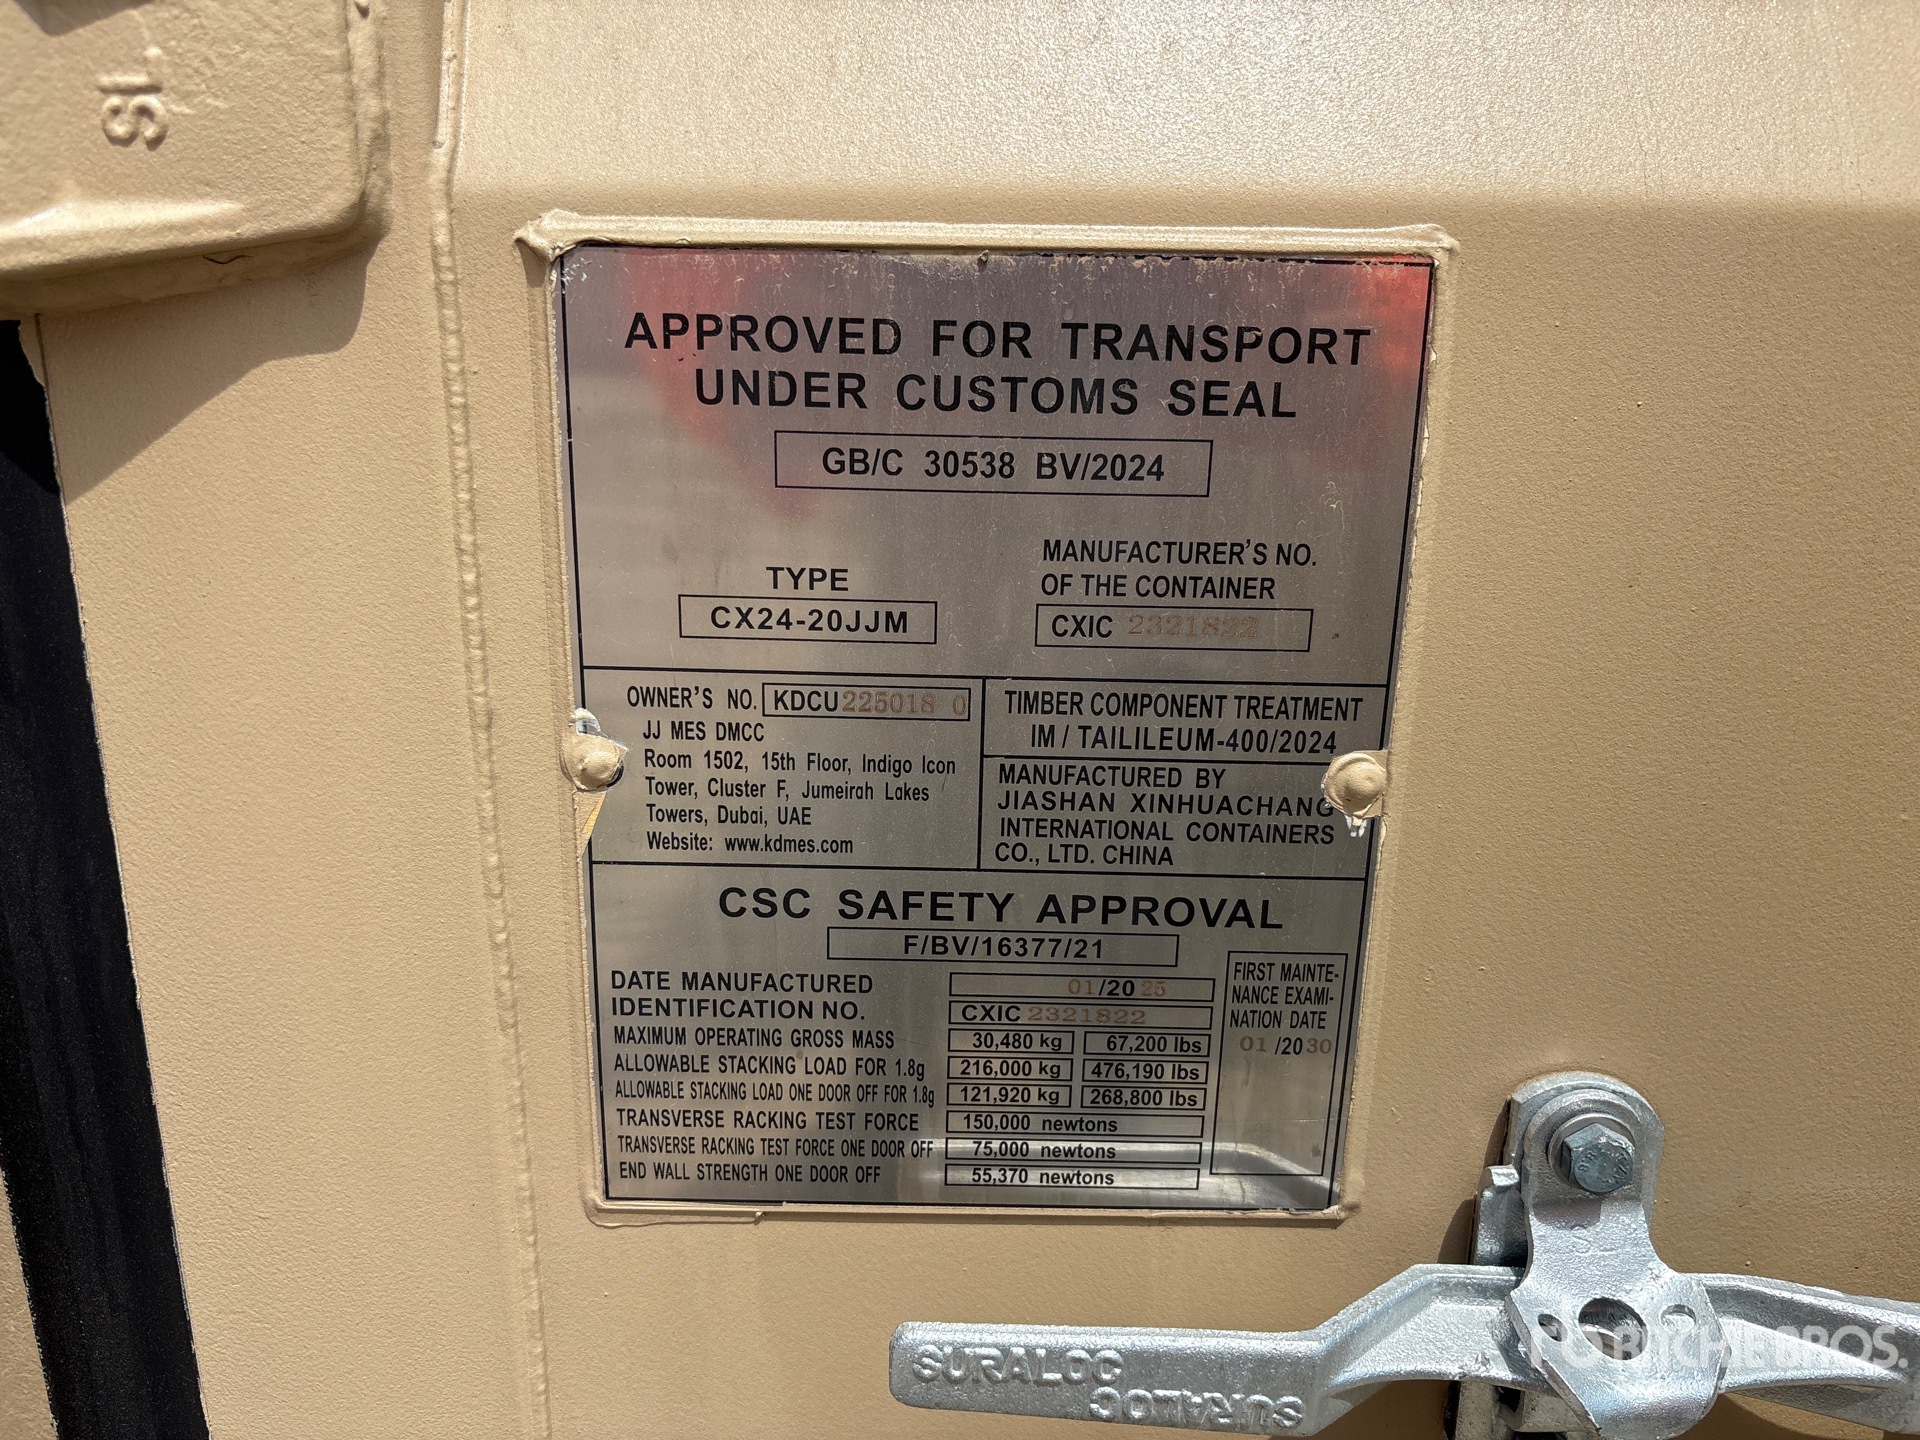 SL
APPROVED FOR TRANSPORT
UNDER CUSTOMS SEAL
GB/C 30538 BV/2024
TYPE
CX24-20JJM
MANUFACTURER'S NO.
OF THE CONTAINER
CXIC 2321822
OWNER'S NO. KDCU 225018 0
JJ MES DMCC
Room 1502, 15th Floor, Indigo Icon
Tower, Cluster F, Jumeirah Lakes
Towers, Dubai, UAE
Website: www.kdmes.com
TIMBER COMPONENT TREATMENT
IM / TAILILEUM-400/2024
MANUFACTURED BY
JIASHAN XINHUACHANG
INTERNATIONAL CONTAINERS
CO., LTD. CHINA
CSC SAFETY APPROVAL
F/BV/16377/21
DATE MANUFACTURED 01/20 25
IDENTIFICATION NO. CXIC 2321822
MAXIMUM OPERATING GROSS MASS 30,480 kg 67,200 lbs
ALLOWABLE STACKING LOAD FOR 1.8g 216,000 kg 476,190 lbs
ALLOWABLE STACKING LOAD ONE DOOR OFF FOR 1.8g 121,920 kg 268,800 lbs
TRANSVERSE RACKING TEST FORCE 150,000 newtons
TRANSVERSE RACKING TEST FORCE ONE DOOR OFF 75,000 newtons
END WALL STRENGTH ONE DOOR OFF 55,370 newtons
FIRST MAINTE-
NANCE EXAMI-
NATION DATE
01 /20 30
SURALOC
SURALOC
RITCHIE BROS.